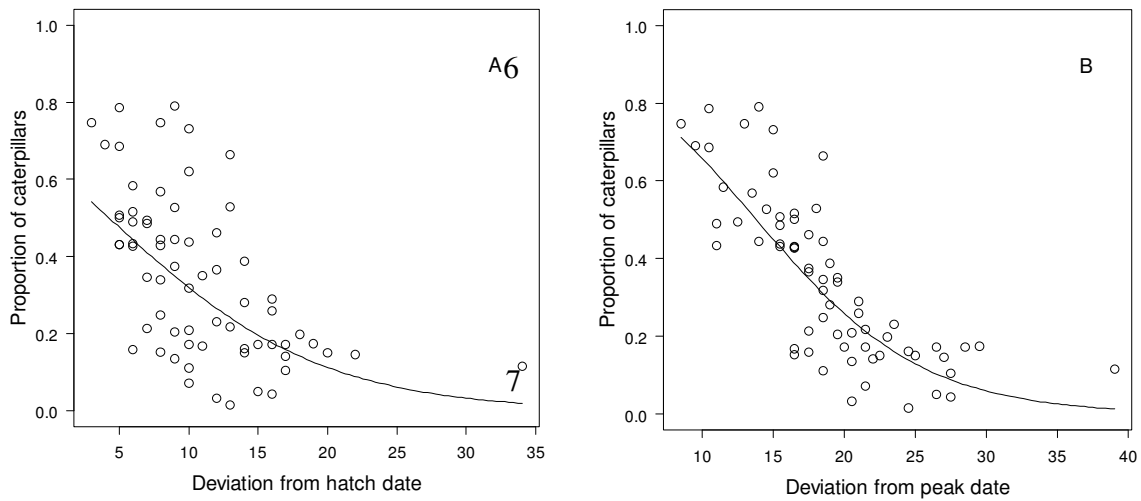 A6
1.0
0.8
0.6
0.4
0.2
0.0
Proportion of caterpillars
7
5 10 15 20 25 30 35
Deviation from hatch date
B
1.0
0.8
0.6
0.4
0.2
0.0
Proportion of caterpillars
10 15 20 25 30 35 40
Deviation from peak date